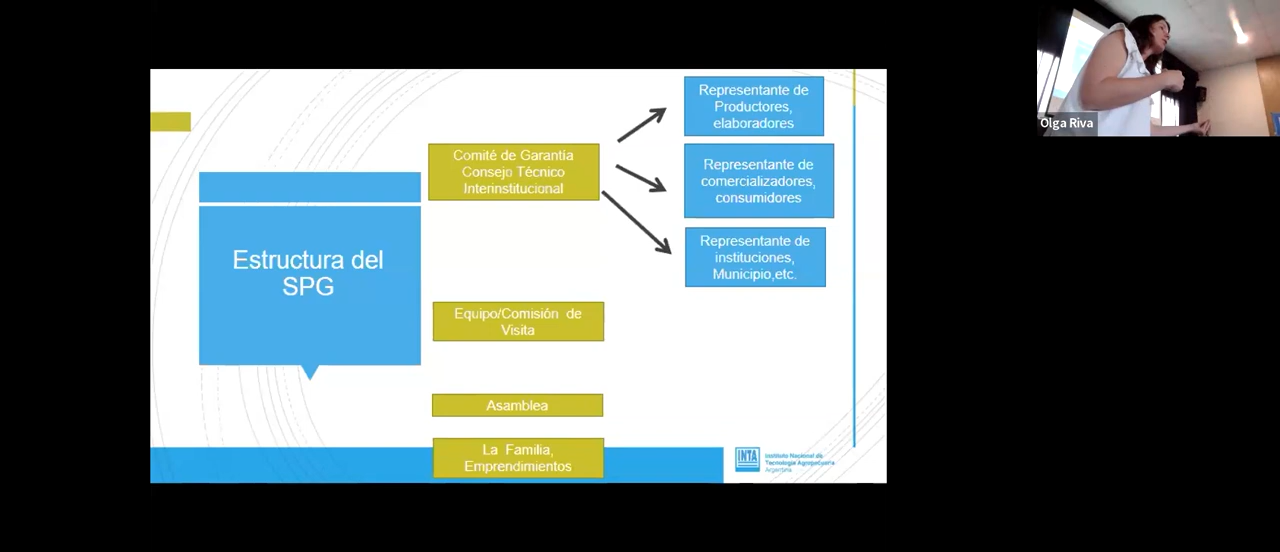 Estructura del
SPG
Comité de Garantía
Consejo Técnico
Interinstitucional
Representante de
Productores,
elaboradores
Representante de
comercializadores,
consumidores
Representante de
instituciones,
Municipio,etc.
Equipo/Comisión de
Visita
Asamblea
La Familia,
Emprendimientos
INTA
Instituto Nacional de
Tecnología Agropecuaria
Argentina
Olga Riva